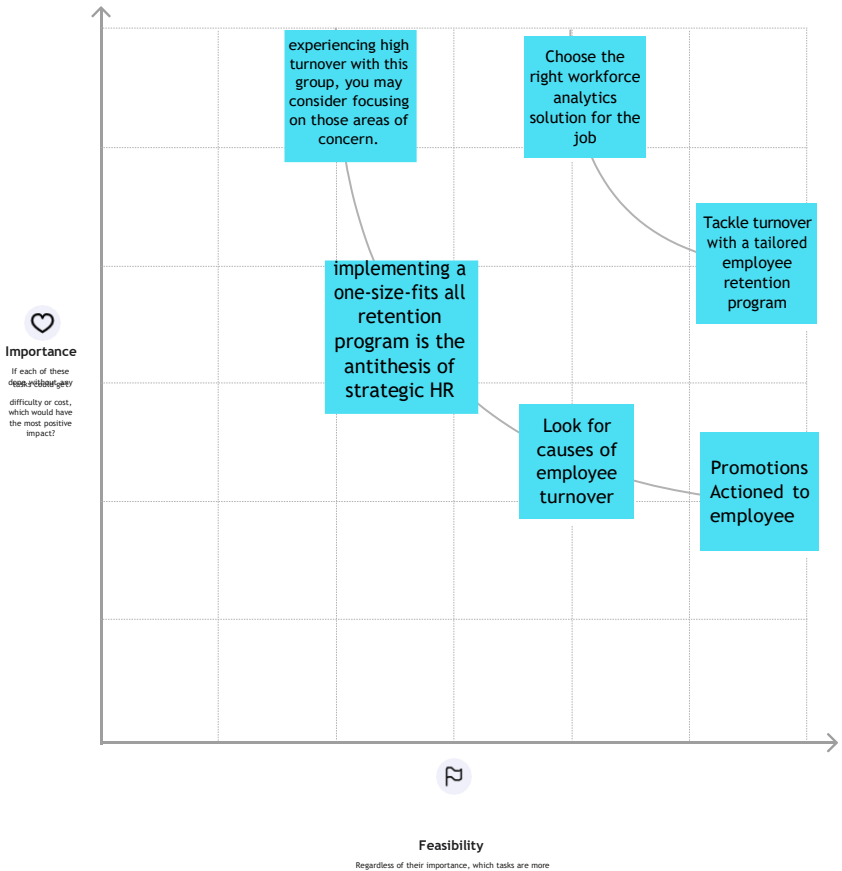 experiencing high
turnover with this
group, you may
consider focusing
on those areas of
concern.
Choose the
right workforce
analytics
solution for the
job
Tackle turnover
with a tailored
employee
retention
program
implementing a
one-size-fits all
retention
program is the
antithesis of
strategic HR
Look for
causes of
employee
turnover
Promotions
Actioned to
employee
Importance
If each of these
tasks could get
done without any
difficulty or cost,
which would have
the most positive
impact?
Feasibility
Regardless of their importance, which tasks are more